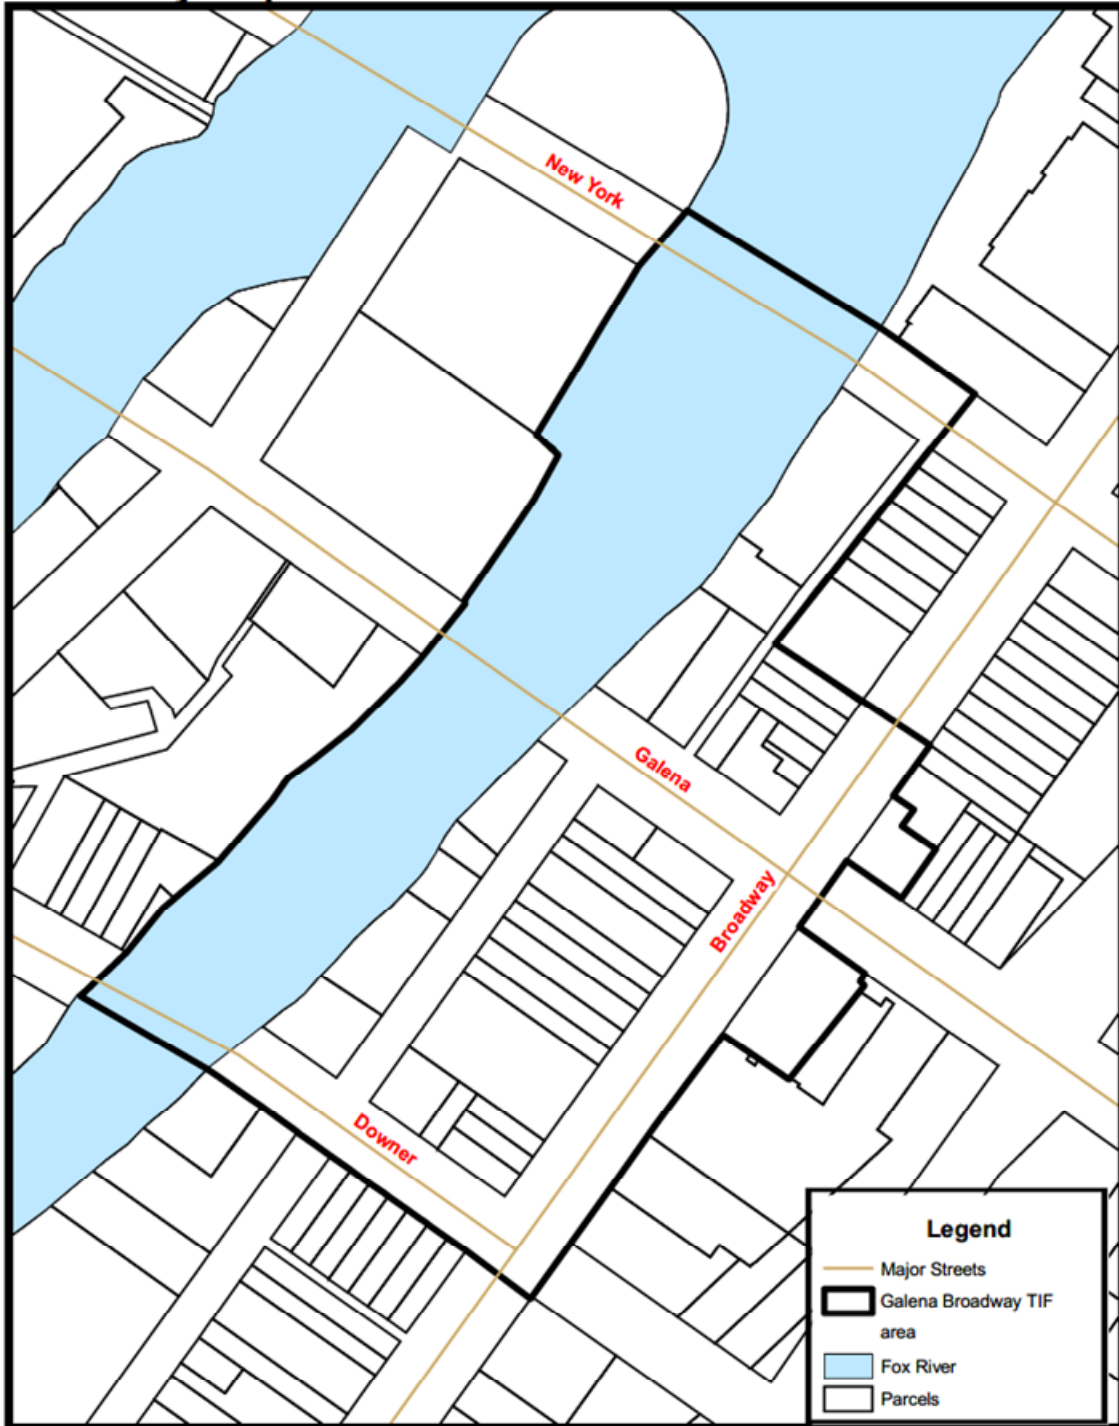 New York
Galena
Broadway
Downer
Legend
Major Streets
Galena Broadway TIF
area
Fox River
Parcels